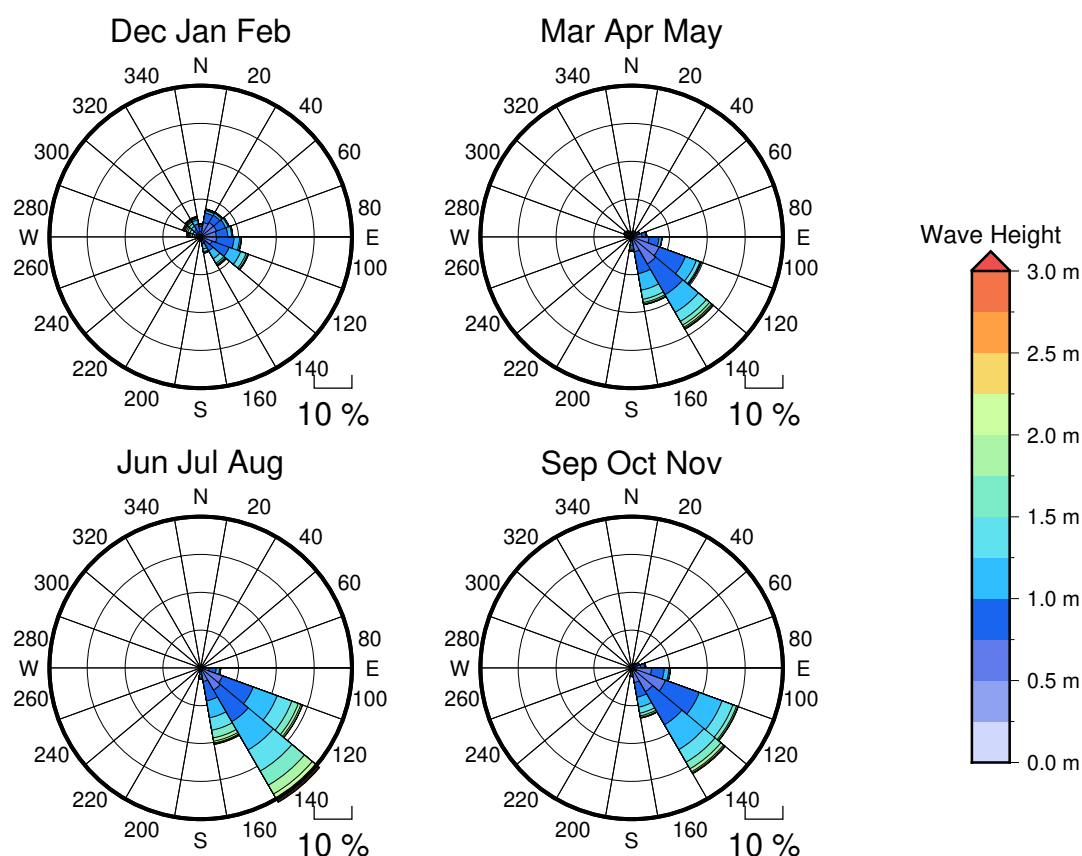 Dec Jan Feb
N
20
40
60
80
E
100
120
140
160
S
200
220
240
260
W
280
300
320
340
10 %
Mar Apr May
N
20
40
60
80
E
100
120
140
160
S
200
220
240
260
W
280
300
320
340
10 %
Jun Jul Aug
N
20
40
60
80
E
100
120
140
160
S
200
220
240
260
W
280
300
320
340
10 %
Sep Oct Nov
N
20
40
60
80
E
100
120
140
160
S
200
220
240
260
W
280
300
320
340
10 %
Wave Height
3.0 m
2.5 m
2.0 m
1.5 m
1.0 m
0.5 m
0.0 m